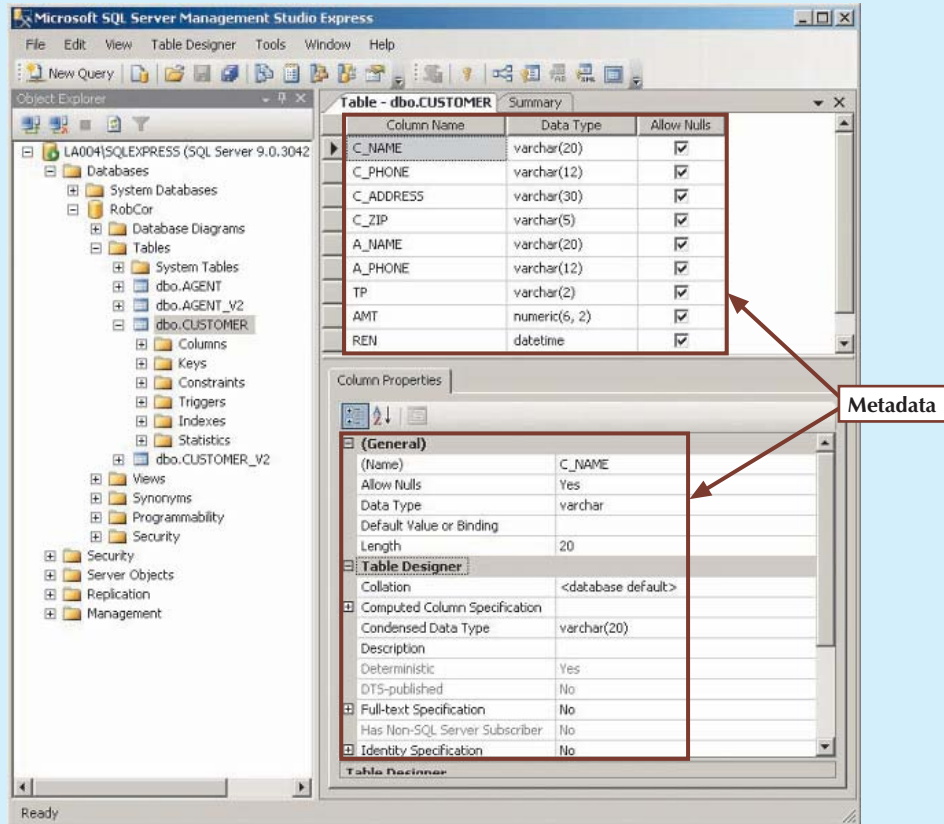 Microsoft SQL Server Management Studio Express
File Edit View Table Designer Tools Window Help
New Query
Object Explorer
LA004\SQLEXPRESS (SQL Server 9.0.3042
Databases
System Databases
RobCor
Database Diagrams
Tables
System Tables
dbo.AGENT
dbo.AGENT_V2
dbo.CUSTOMER
Columns
Keys
Constraints
Triggers
Indexes
Statistics
dbo.CUSTOMER_V2
Views
Synonyms
Programmability
Security
Security
Server Objects
Replication
Management
Table - dbo.CUSTOMER Summary
Column Name Data Type Allow Nulls
C_NAME varchar(20)
C_PHONE varchar(12)
C_ADDRESS varchar(30)
C_ZIP varchar(5)
A_NAME varchar(20)
A_PHONE varchar(12)
TP varchar(2)
AMT numeric(6, 2)
REN datetime
Column Properties
(General)
(Name) C_NAME
Allow Nulls Yes
Data Type varchar
Default Value or Binding
Length 20
Table Designer
Collation <database default>
Computed Column Specification
Condensed Data Type varchar(20)
Description
Deterministic Yes
DTS-published No
Full-text Specification No
Has Non-SQL Server Subscriber No
Identity Specification No
Table Designer
Metadata
Ready